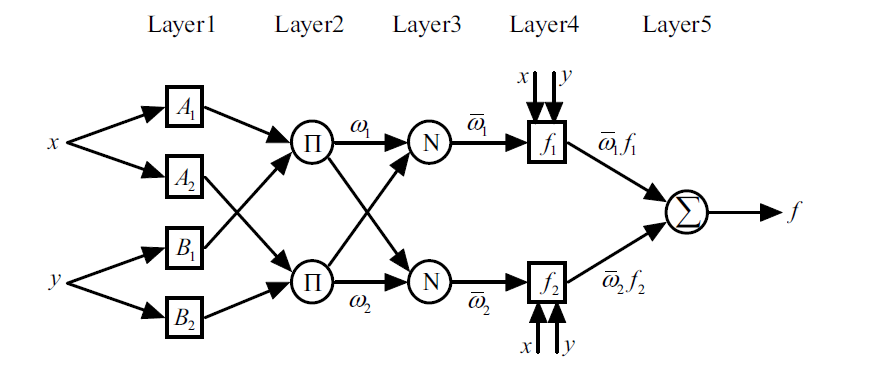 Layer1 Layer2 Layer3 Layer4 Layer5
x y
A₁ ω₁ ω̅₁
x Π N f₁ ω̅₁f₁
A₂
Σ f
B₁
y Π N f₂ ω̅₂f₂
ω₂ ω̅₂
B₂
x y